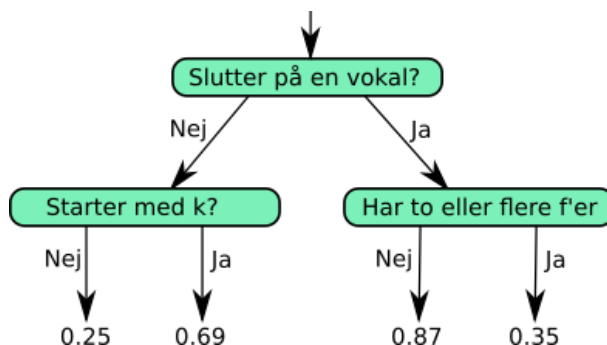 Slutter på en vokal?
Nej
Ja
Starter med k?
Har to eller flere f'er
Nej
Ja
Nej
Ja
0.25
0.69
0.87
0.35